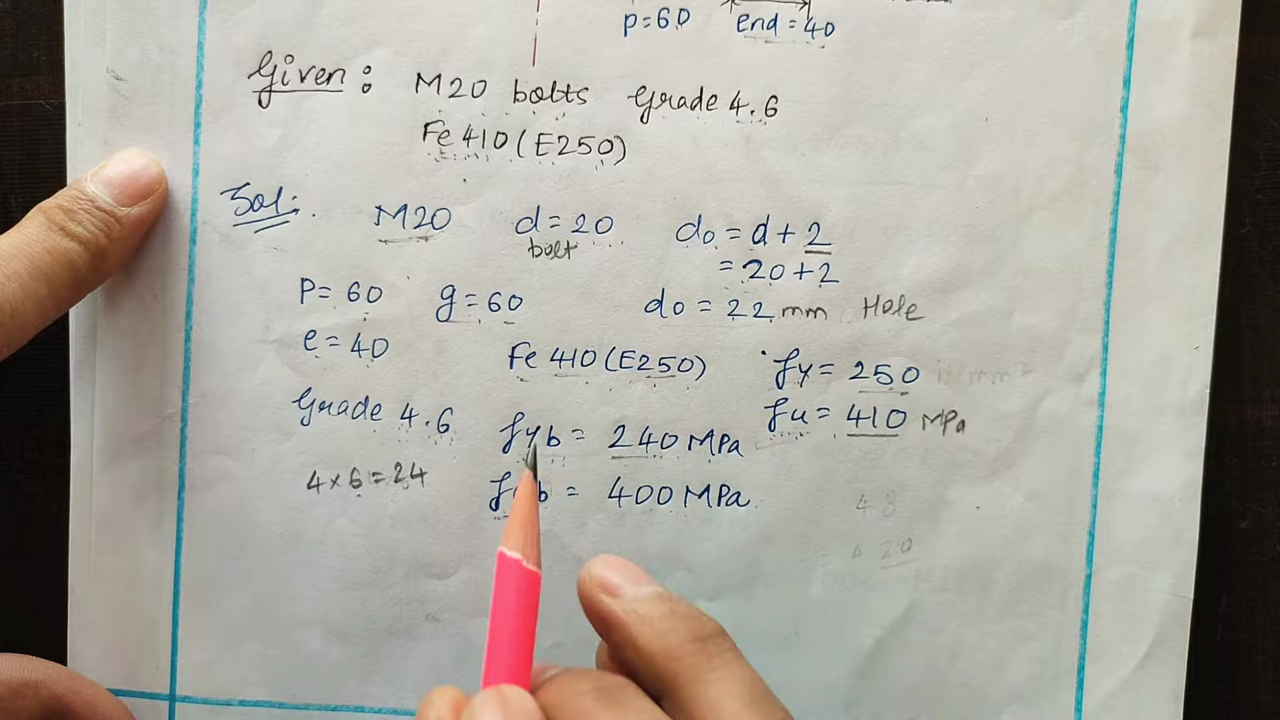 p=60 end=40
Given: M20 bolts Grade 4.6
Fe 410 (E250)
Sol:. M20 d=20 do = d+2
bolt = 20+2
P= 60 g=60 do = 22 mm Hole
e = 40 Fe 410 (E250) fy = 250
Grade 4.6 fyb = 240 MPa fu = 410 MPa
4×6=24 = 400 MPa